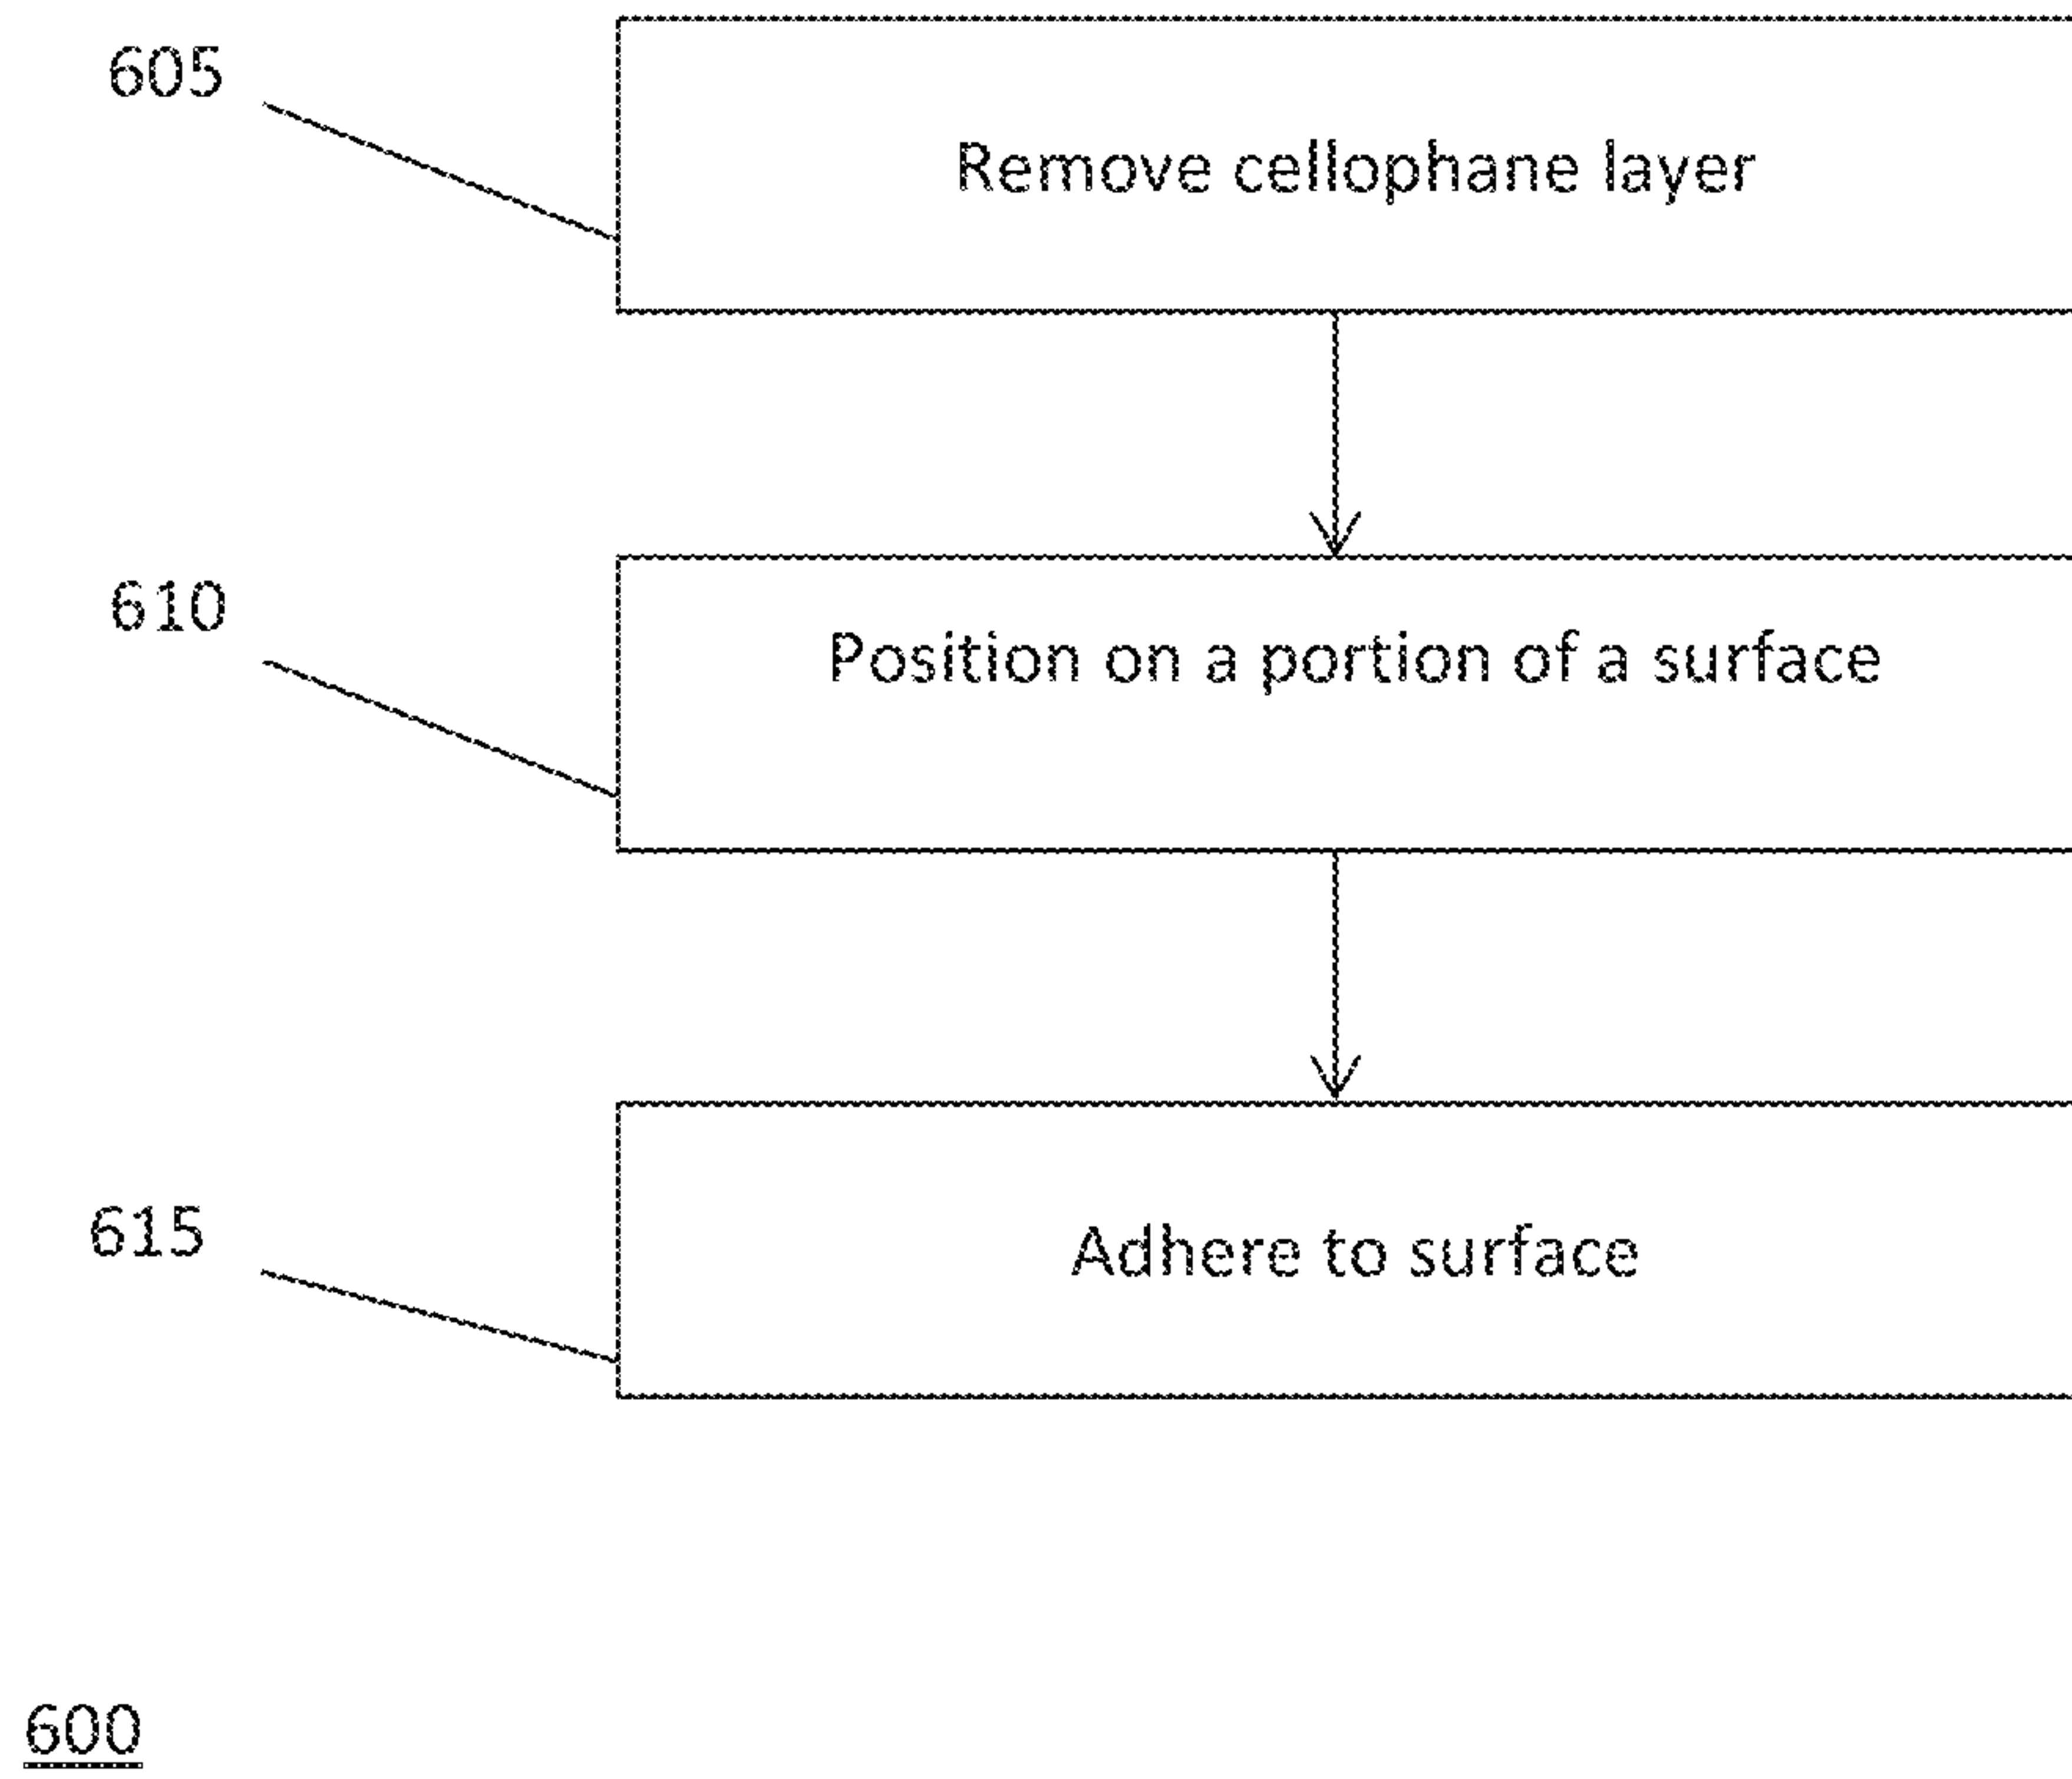 605
Remove cellophane layer
610
Position on a portion of a surface
615
Adhere to surface
600